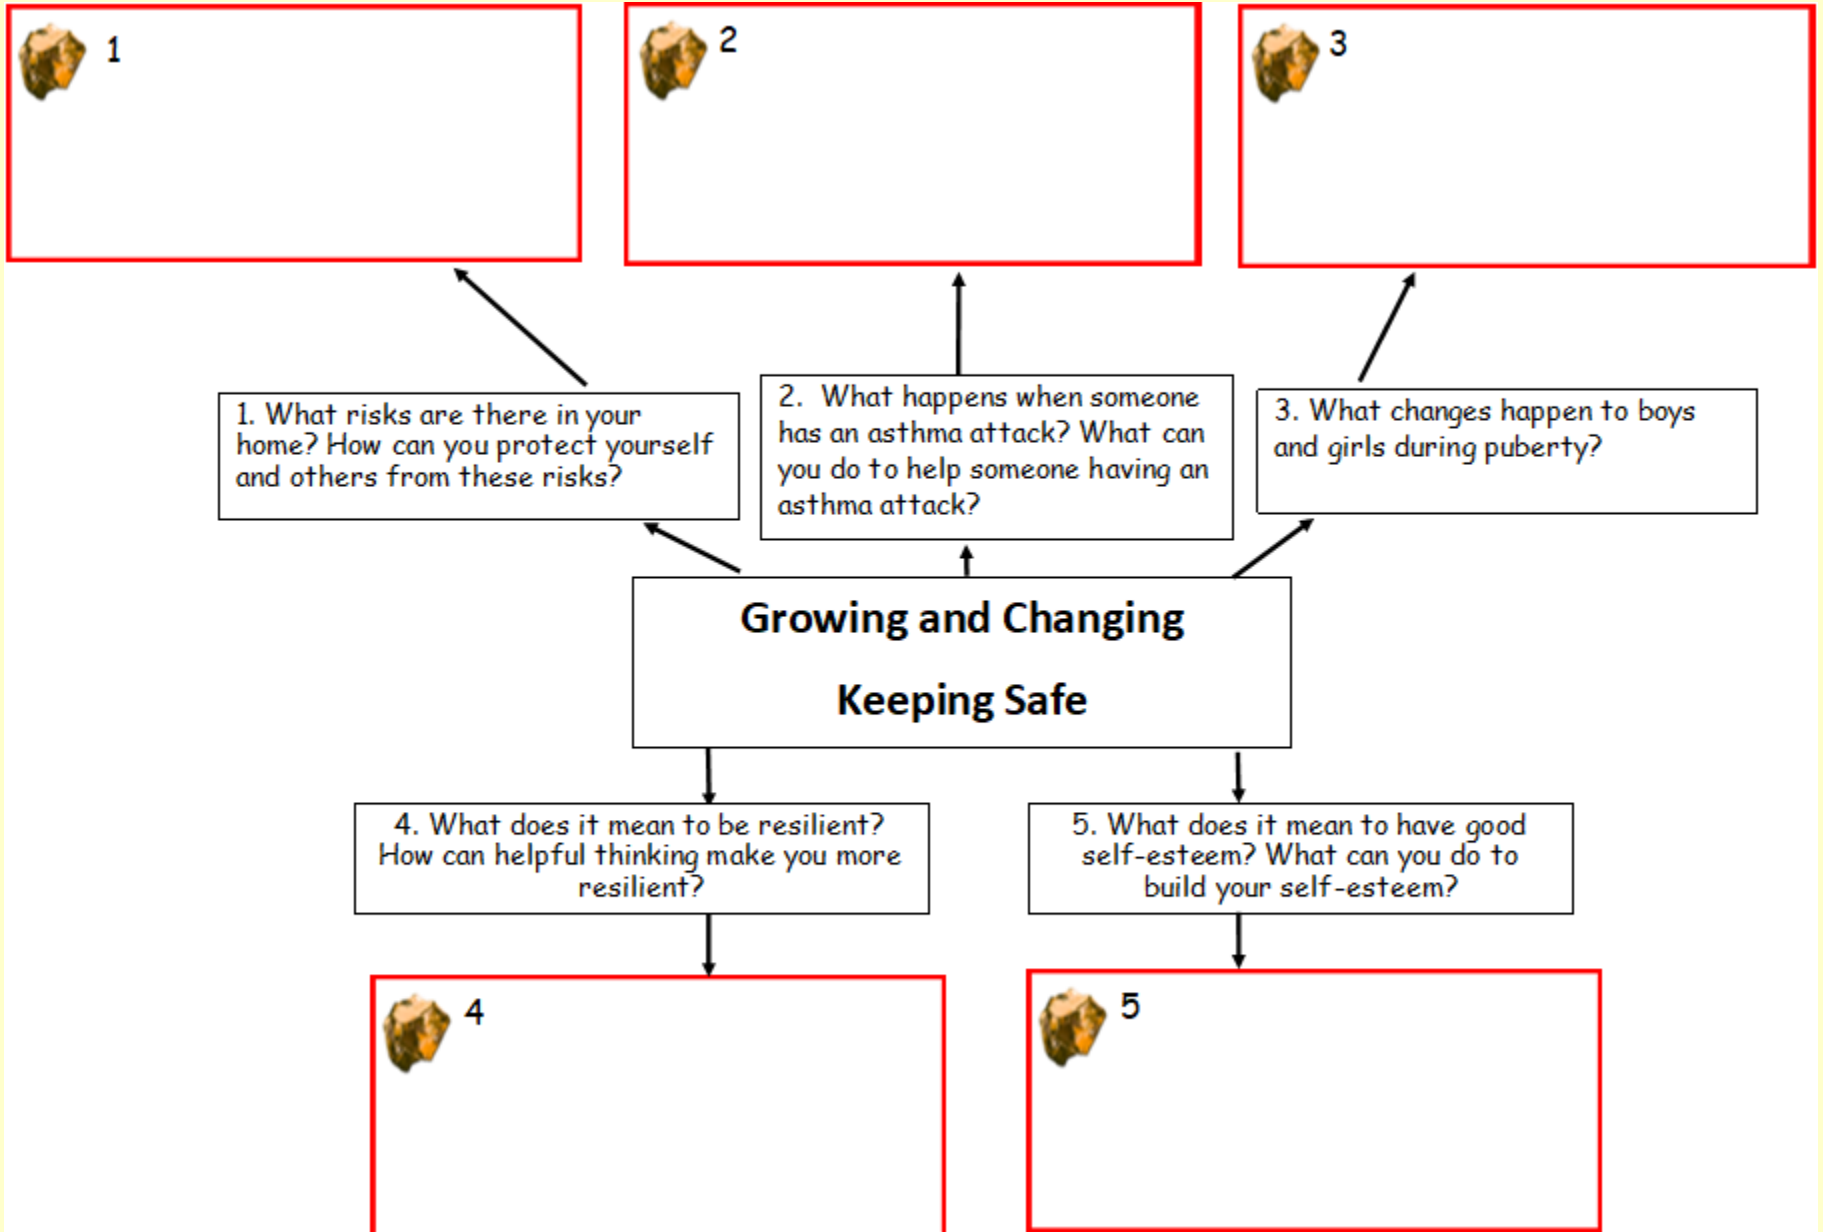 1
2
3
1. What risks are there in your
home? How can you protect yourself
and others from these risks?
2. What happens when someone
has an asthma attack? What can
you do to help someone having an
asthma attack?
3. What changes happen to boys
and girls during puberty?
Growing and Changing
Keeping Safe
4. What does it mean to be resilient?
How can helpful thinking make you more
resilient?
5. What does it mean to have good
self-esteem? What can you do to
build your self-esteem?
4
5